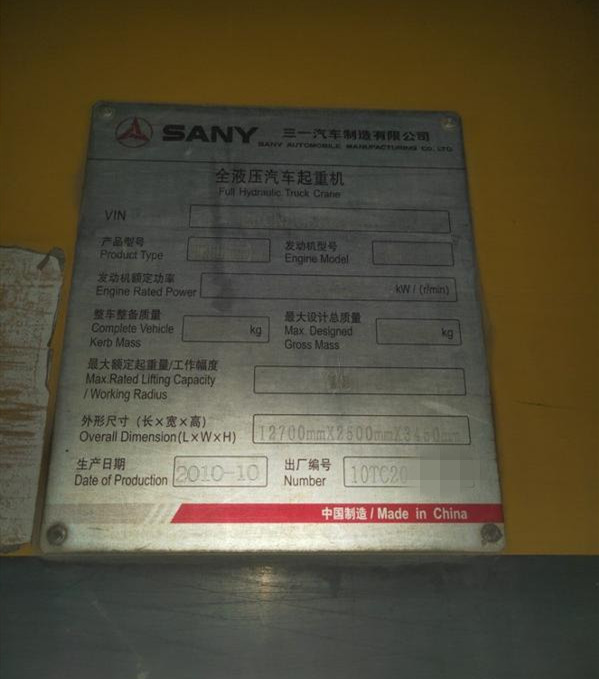 SANY 三一汽车制造有限公司
SANY AUTOMOBILE MANUFACTURING CO., LTD.
全液压汽车起重机
Full Hydraulic Truck Crane
VIN
产品型号
Product Type
发动机型号
Engine Model
发动机额定功率
Engine Rated Power
kW / (r/min)
整车整备质量
Complete Vehicle
Kerb Mass
kg
最大设计总质量
Max. Designed
Gross Mass
kg
最大额定起重量/工作幅度
Max.Rated Lifting Capacity
/ Working Radius
外形尺寸（长×宽×高）
Overall Dimension(L×W×H)
12700mmX2500mmX
生产日期
Date of Production
2010-10
出厂编号
Number
10TC20
中国制造 / Made in China